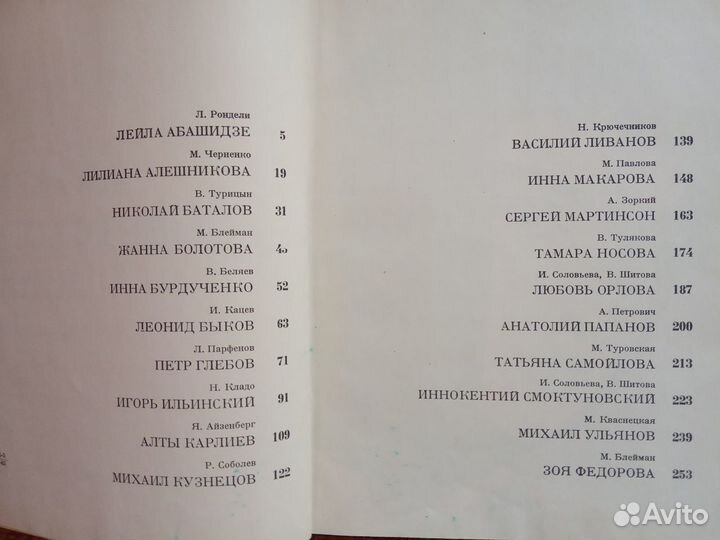 Л. Рондели
ЛЕЙЛА АБАШИДЗЕ 5
М. Черненко
ЛИЛИАНА АЛЕШНИКОВА 19
В. Турицын
НИКОЛАЙ БАТАЛОВ 31
М. Блейман
ЖАННА БОЛОТОВА
В. Беляев
ИННА БУРДУЧЕНКО 52
И. Кацев
ЛЕОНИД БЫКОВ 63
Л. Парфенов
ПЕТР ГЛЕБОВ 71
Н. Кладо
ИГОРЬ ИЛЬИНСКИЙ 91
Я. Айзенберг
АЛТЫ КАРЛИЕВ 109
Р. Соболев
МИХАИЛ КУЗНЕЦОВ 122
Н. Крючечников
ВАСИЛИЙ ЛИВАНОВ 139
М. Павлова
ИННА МАКАРОВА 148
А. Зоркий
СЕРГЕЙ МАРТИНСОН 163
В. Тулякова
ТАМАРА НОСОВА 174
И. Соловьева, В. Шитова
ЛЮБОВЬ ОРЛОВА 187
А. Петрович
АНАТОЛИЙ ПАПАНОВ 200
М. Туровская
ТАТЬЯНА САМОЙЛОВА 213
И. Соловьева, В. Шитова
ИННОКЕНТИЙ СМОКТУНОВСКИЙ 223
М. Кваснецкая
МИХАИЛ УЛЬЯНОВ 239
М. Блейман
ЗОЯ ФЕДОРОВА 253
Avito